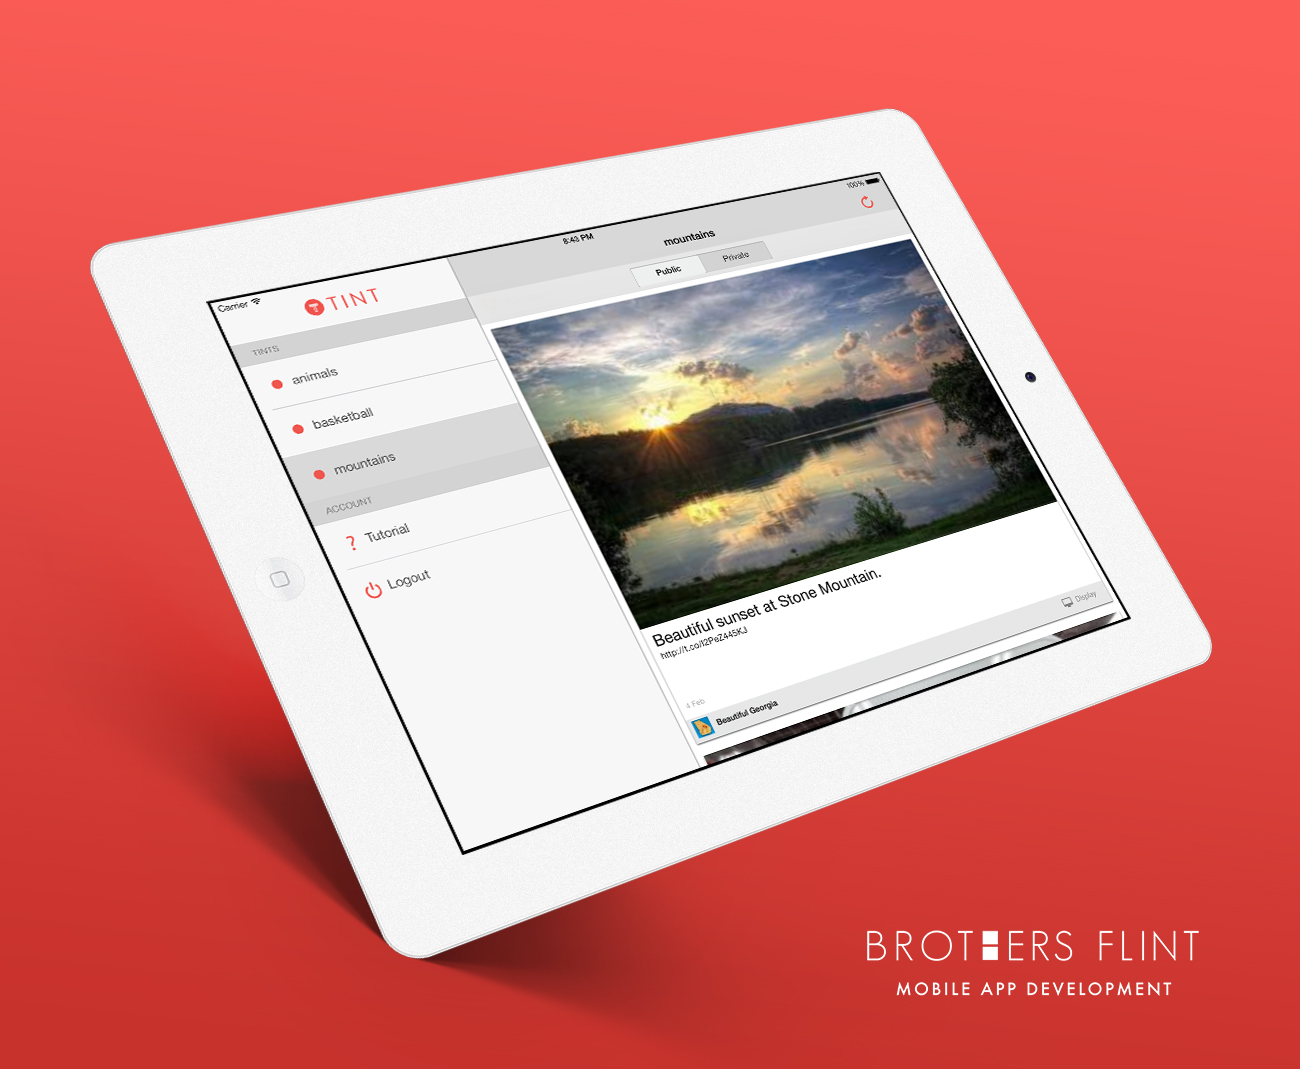 Carrier
8:43 PM
100%
TINT
mountains
Public
Private
TINTS
animals
basketball
mountains
ACCOUNT
? Tutorial
Logout
Beautiful sunset at Stone Mountain.
http://t.co/l2PeZ445KJ
4 Feb
Display
Beautiful Georgia
BROTHERS FLINT
MOBILE APP DEVELOPMENT